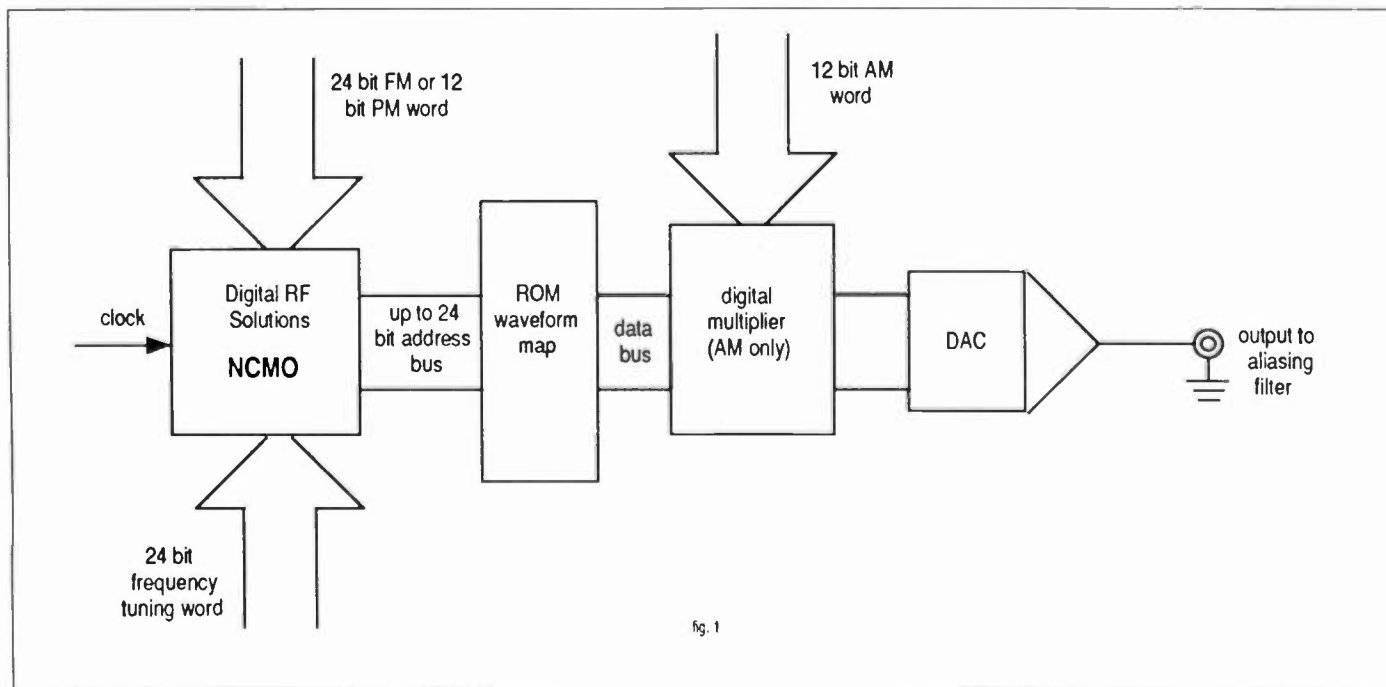 24 bit FM or 12
bit PM word
12 bit AM
word
clock
Digital RF
Solutions
NCMO
up to 24
bit address
bus
ROM
waveform
map
data
bus
digital
multiplier
(AM only)
DAC
output to
aliasing
filter
24 bit
frequency
tuning word
fig. 1